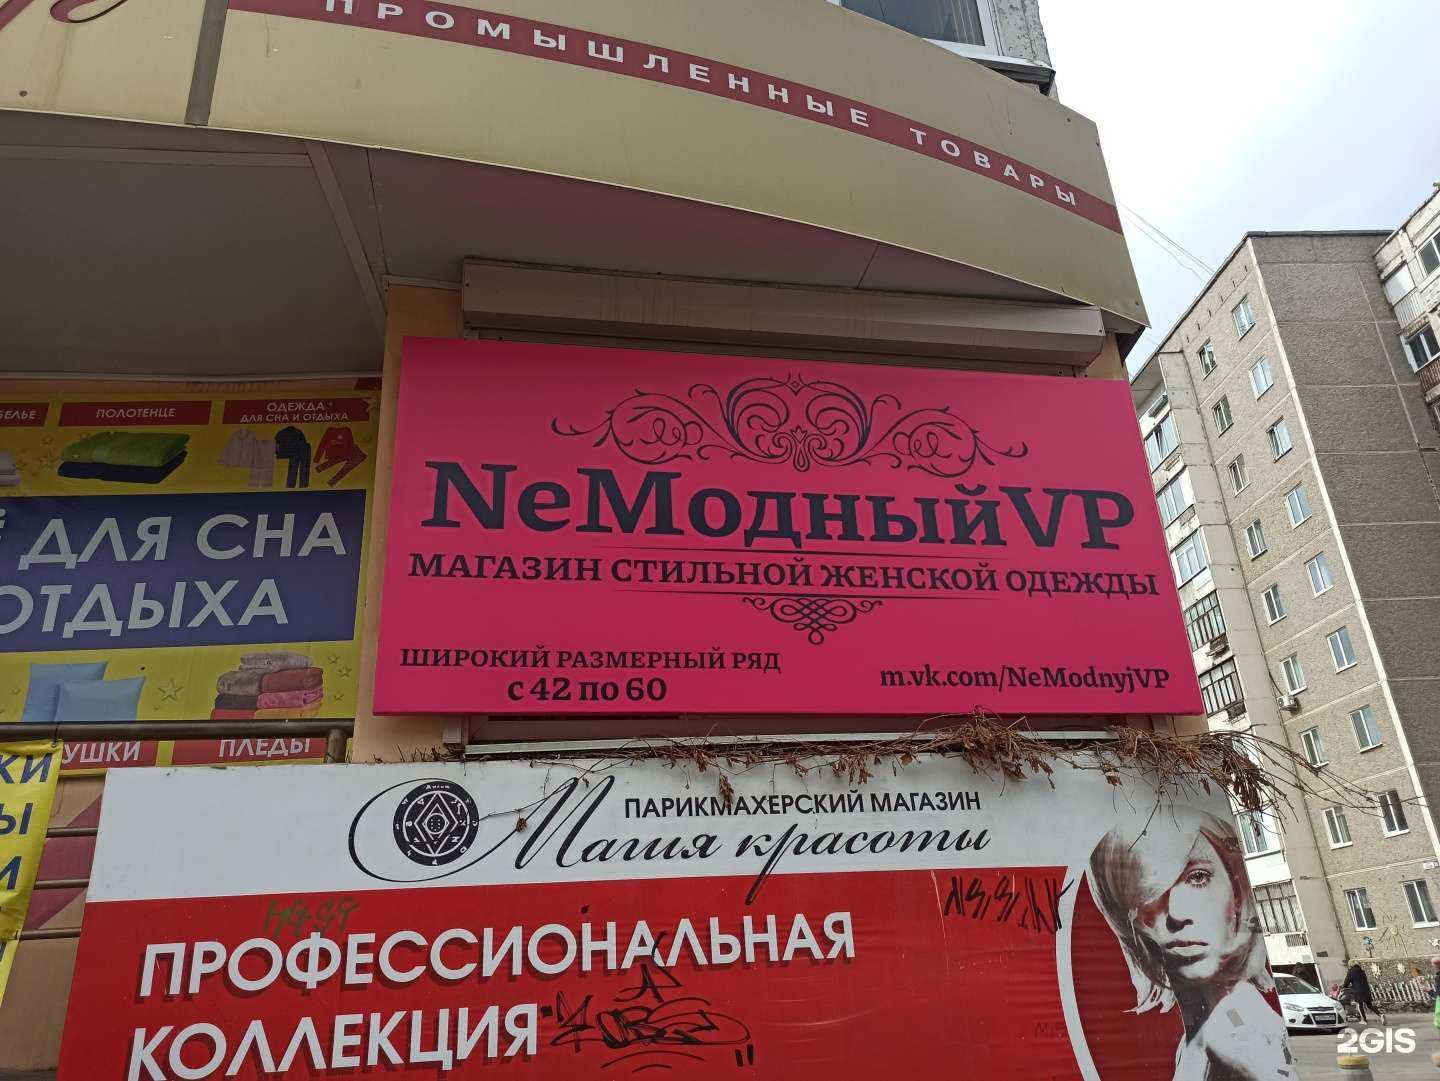 ПРОМЫШЛЕННЫЕ ТОВАРЫ
ПОЛОТЕНЦЕ
ОДЕЖДА
ДЛЯ СНА И ОТДЫХА
ДЛЯ СНА
ОТДЫХА
ПЛЕДЫ
NeМодныйVP
МАГАЗИН СТИЛЬНОЙ ЖЕНСКОЙ ОДЕЖДЫ
ШИРОКИЙ РАЗМЕРНЫЙ РЯД
с 42 по 60
m.vk.com/NeModnyjVP
ПАРИКМАХЕРСКИЙ МАГАЗИН
Магия красоты
ПРОФЕССИОНАЛЬНАЯ
КОЛЛЕКЦИЯ
2GIS